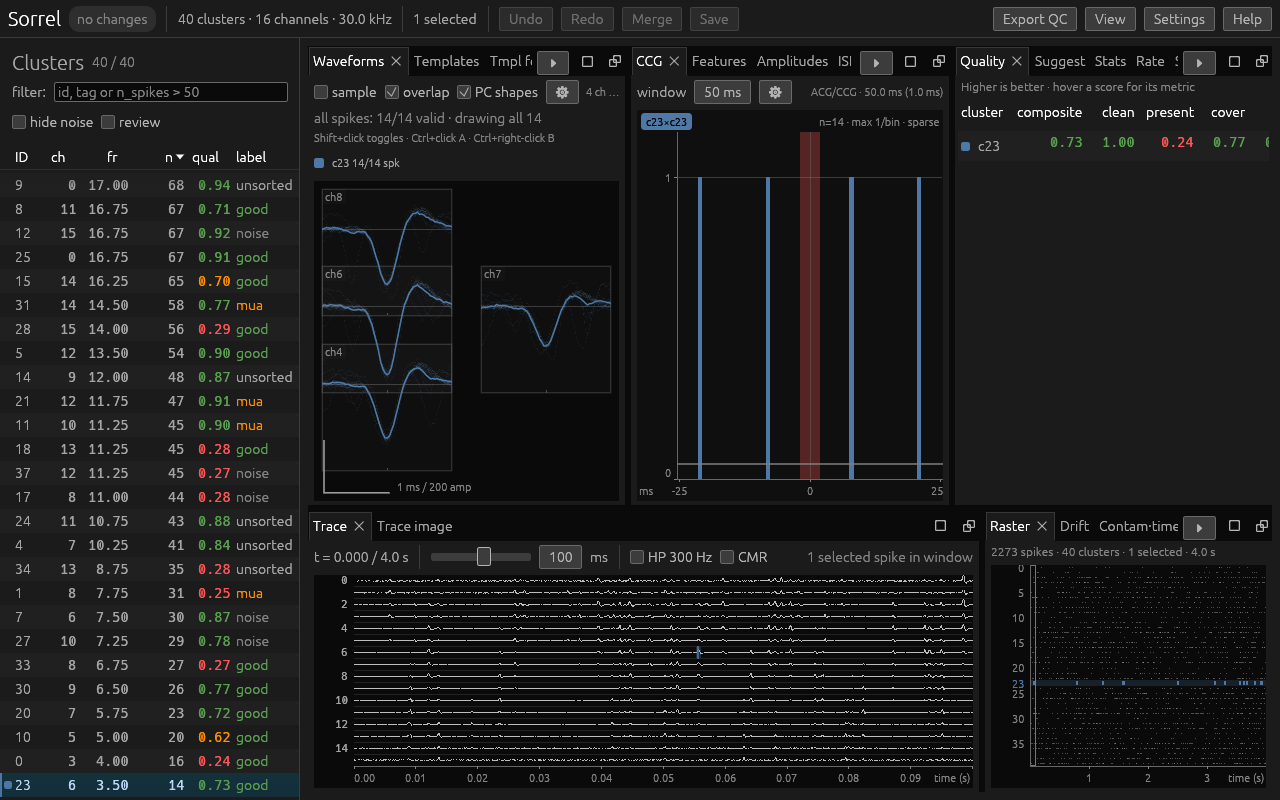 Sorrel no changes 40 clusters · 16 channels · 30.0 kHz 1 selected Undo Redo Merge Save Export QC View Settings Help
Clusters 40 / 40
filter: id, tag or n_spikes > 50
hide noise review
ID ch fr n qual label
9 0 17.00 68 0.94 unsorted
8 11 16.75 67 0.71 good
12 15 16.75 67 0.92 noise
25 0 16.75 67 0.91 good
15 14 16.25 65 0.70 good
31 14 14.50 58 0.77 mua
28 15 14.00 56 0.29 good
5 12 13.50 54 0.90 good
14 9 12.00 48 0.87 unsorted
21 12 11.75 47 0.91 mua
11 10 11.25 45 0.90 mua
18 13 11.25 45 0.28 good
37 12 11.25 45 0.27 noise
17 8 11.00 44 0.28 noise
24 11 10.75 43 0.88 unsorted
4 7 10.25 41 0.84 unsorted
34 13 8.75 35 0.28 unsorted
1 8 7.75 31 0.25 mua
7 6 7.50 30 0.87 noise
27 10 7.25 29 0.78 noise
33 8 6.75 27 0.27 good
30 9 6.50 26 0.77 good
20 7 5.75 23 0.72 good
10 5 5.00 20 0.62 good
0 3 4.00 16 0.24 good
23 6 3.50 14 0.73 good
Waveforms Templates Tmpl
sample overlap PC shapes 4 ch ...
all spikes: 14/14 valid · drawing all 14
Shift+click toggles · Ctrl+click A · Ctrl+right-click B
c23 14/14 spk
ch8
ch6
ch7
ch4
1 ms / 200 amp
CCG Features Amplitudes ISI
window 50 ms ACG/CCG · 50.0 ms (1.0 ms)
c23×c23 n=14 · max 1/bin · sparse
1
0
ms -25 0 25
Quality Suggest Stats Rate
Higher is better · hover a score for its metric
cluster composite clean present cover
c23 0.73 1.00 0.24 0.77
Trace Trace image
t = 0.000 / 4.0 s 100 ms HP 300 Hz CMR 1 selected spike in window
0
2
4
6
8
10
12
14
0.00 0.01 0.02 0.03 0.04 0.05 0.06 0.07 0.08 0.09 time (s)
Raster Drift Contam·time
2273 spikes · 40 clusters · 1 selected · 4.0 s
0
5
10
15
20
23
25
30
35
1 2 3 time (s)